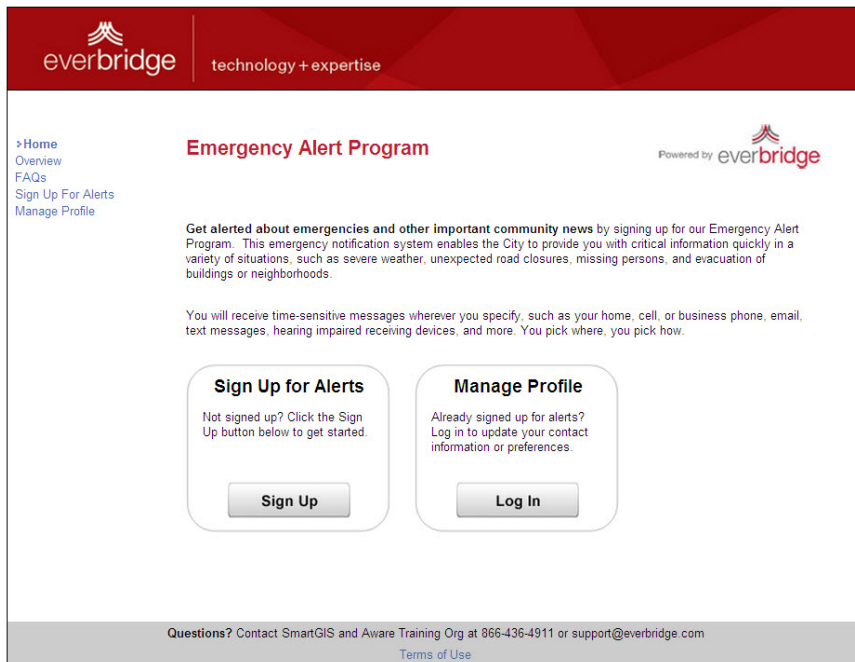 everbridge
technology+expertise
>Home
Overview
FAQs
Sign Up For Alerts
Manage Profile
Emergency Alert Program
Powered by everbridge
Get alerted about emergencies and other important community news by signing up for our Emergency Alert
Program. This emergency notification system enables the City to provide you with critical information quickly in a
variety of situations, such as severe weather, unexpected road closures, missing persons, and evacuation of
buildings or neighborhoods.
You will receive time-sensitive messages wherever you specify, such as your home, cell, or business phone, email,
text messages, hearing impaired receiving devices, and more. You pick where, you pick how.
Sign Up for Alerts
Not signed up? Click the Sign
Up button below to get started.
Sign Up
Manage Profile
Already signed up for alerts?
Log in to update your contact
information or preferences.
Log In
Questions? Contact SmartGIS and Aware Training Org at 866-436-4911 or support@everbridge.com
Terms of Use